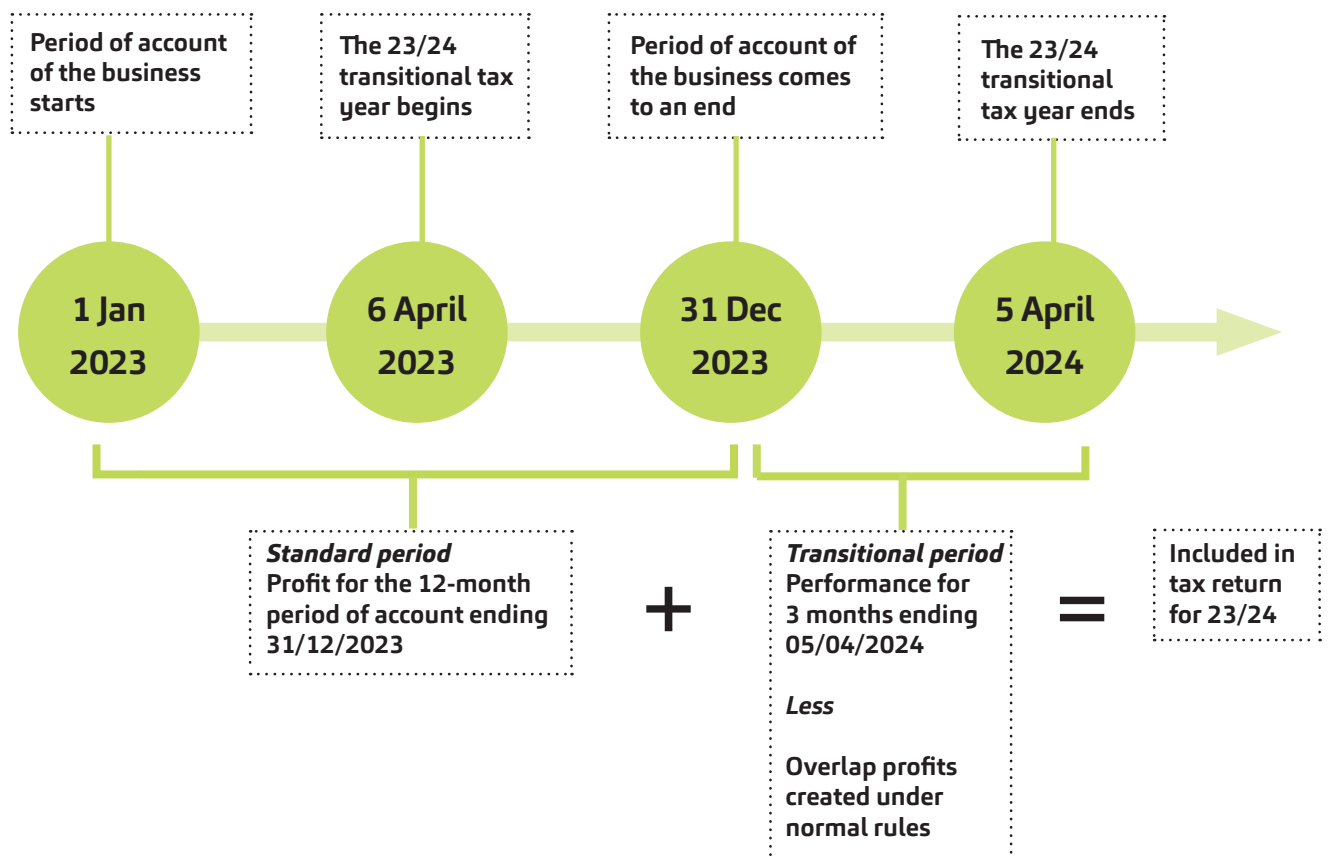 Period of account
of the business
starts
The 23/24
transitional tax
year begins
Period of account of
the business comes
to an end
The 23/24
transitional
tax year ends
1 Jan
2023
6 April
2023
31 Dec
2023
5 April
2024
Standard period
Profit for the 12-month
period of account ending
31/12/2023
+
Transitional period
Performance for
3 months ending
05/04/2024
Less
Overlap profits
created under
normal rules
=
Included in
tax return
for 23/24